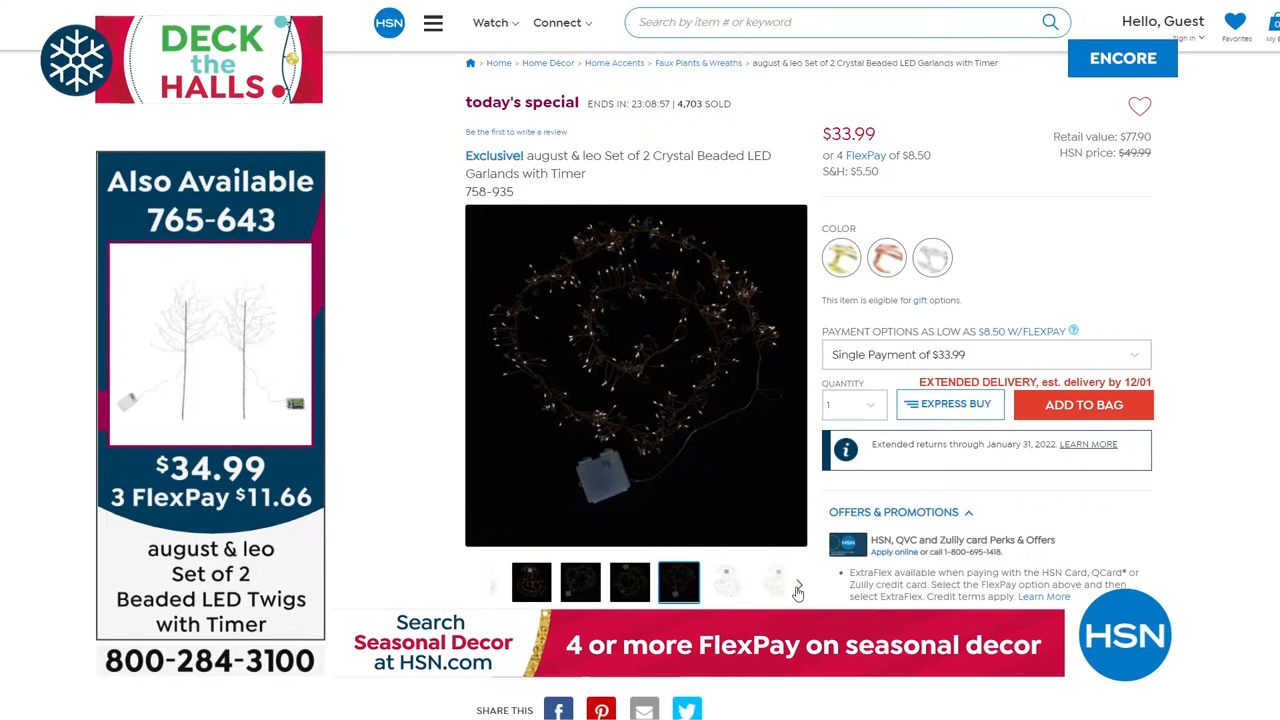 DECK
the
HALLS
HSN
Watch
Connect
Search by item # or keyword
Hello, Guest
Sign In
Favorites
ENCORE
Home
Home Décor
Home Accents
Faux Plants & Wreaths
august & leo Set of 2 Crystal Beaded LED Garlands with Timer
today's special ENDS IN: 23:08:57 | 4,703 SOLD
Be the first to write a review
Exclusive! august & leo Set of 2 Crystal Beaded LED
Garlands with Timer
758-935
$33.99
or 4 FlexPay of $8.50
S&H: $5.50
Retail value: $77.90
HSN price: $49.99
COLOR
This item is eligible for gift options.
PAYMENT OPTIONS AS LOW AS $8.50 W/FLEXPAY
Single Payment of $33.99
QUANTITY
EXTENDED DELIVERY, est. delivery by 12/01
1
EXPRESS BUY
ADD TO BAG
Extended returns through January 31, 2022. LEARN MORE
OFFERS & PROMOTIONS
HSN, QVC and Zulily card Perks & Offers
Apply online or call 1-800-695-1418.
ExtraFlex available when paying with the HSN Card, QCard® or
Zulily credit card. Select the FlexPay option above and then
select ExtraFlex. Credit terms apply. Learn More
Also Available
765-643
$34.99
3 FlexPay $11.66
august & leo
Set of 2
Beaded LED Twigs
with Timer
800-284-3100
Search
Seasonal Decor
at HSN.com
4 or more FlexPay on seasonal decor
HSN
SHARE THIS